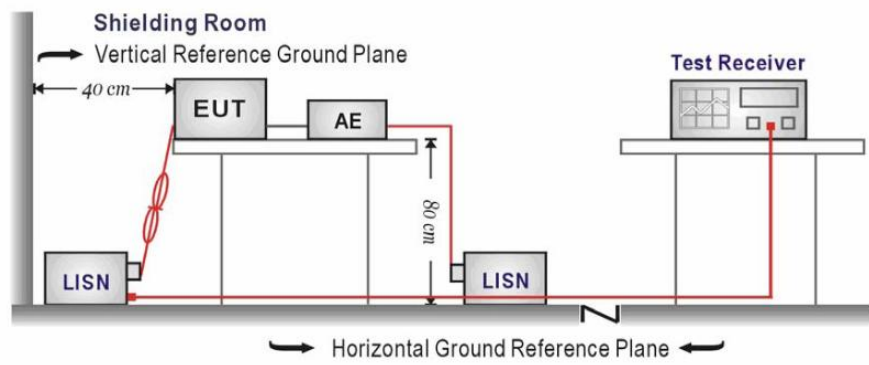 Shielding Room
Vertical Reference Ground Plane
Test Receiver
40 cm
EUT
AE
80 cm
LISN
LISN
Horizontal Ground Reference Plane